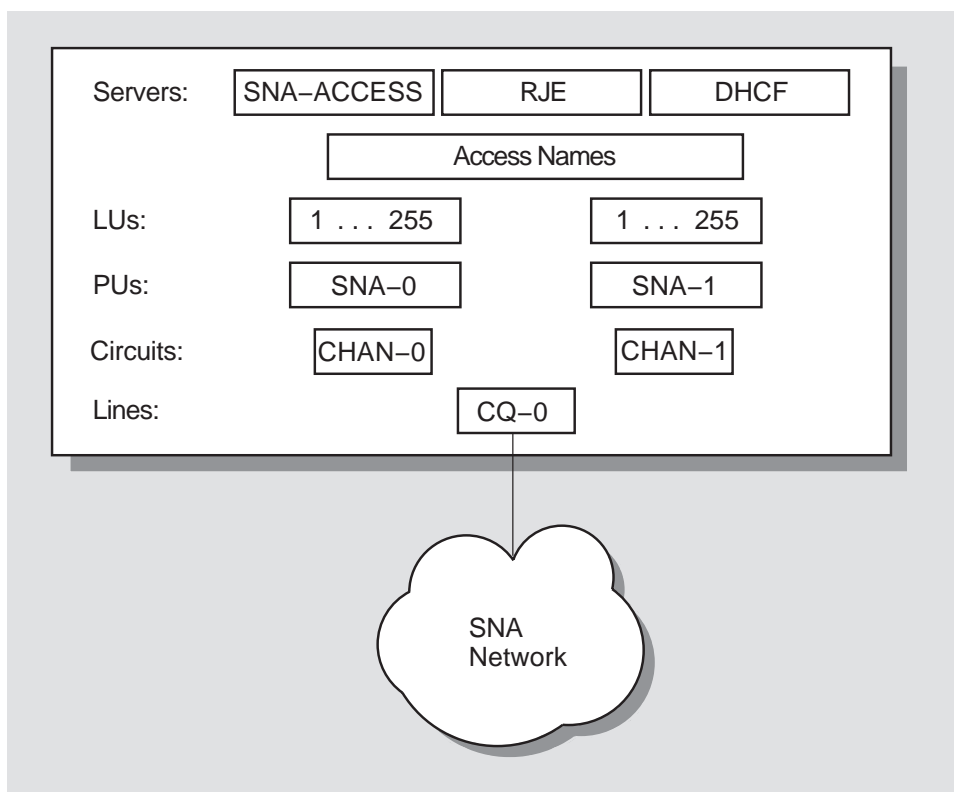 Servers: SNA–ACCESS RJE DHCF
Access Names
LUs: 1 . . . 255 1 . . . 255
PUs: SNA–0 SNA–1
Circuits: CHAN–0 CHAN–1
Lines: CQ–0
SNA
Network